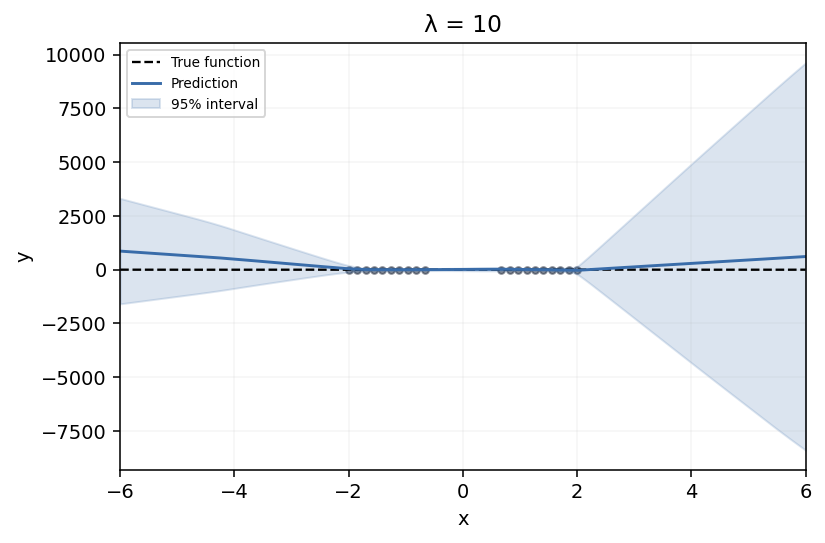 λ = 10
True function
Prediction
95% interval
y
10000
7500
5000
2500
0
−2500
−5000
−7500
−6 −4 −2 0 2 4 6
x